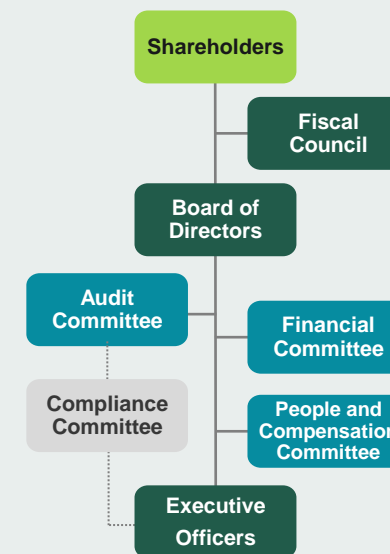 Shareholders
Fiscal
Council
Board of
Directors
Audit
Committee
Financial
Committee
Compliance
Committee
People and
Compensation
Committee
Executive
Officers